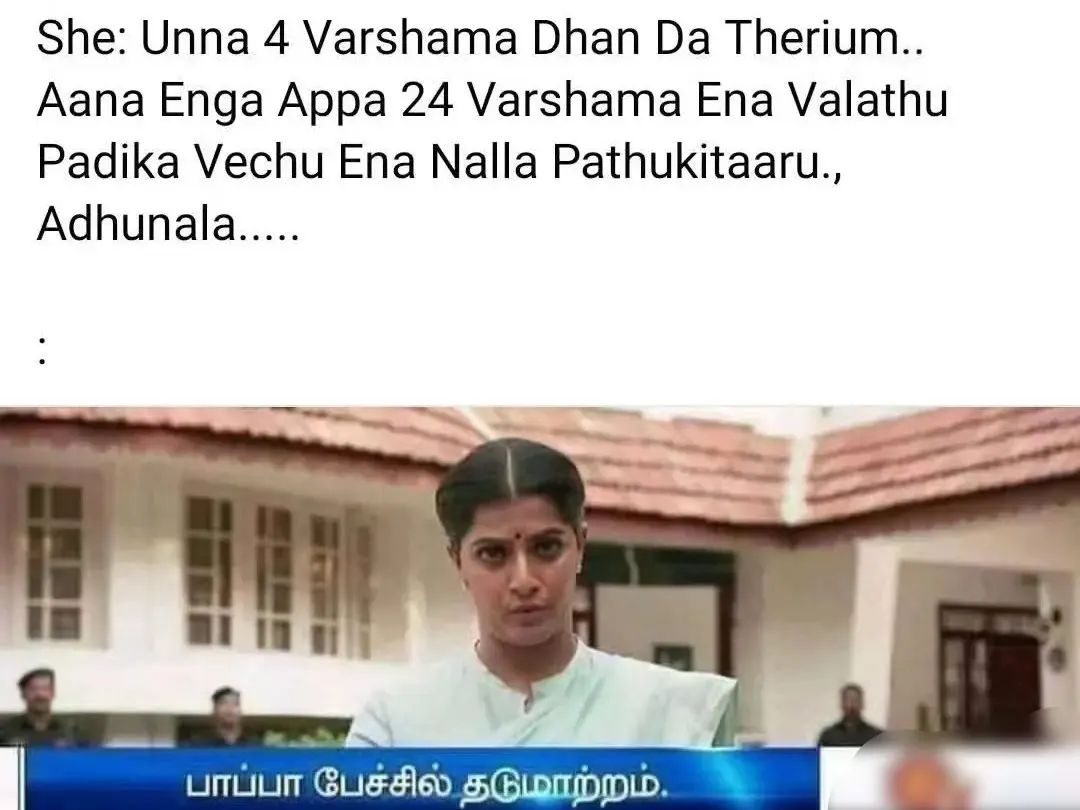 She: Unna 4 Varshama Dhan Da Therium..
Aana Enga Appa 24 Varshama Ena Valathu
Padika Vechu Ena Nalla Pathukitaaru.,
Adhunala.....
:
பாப்பா பேச்சில் தடுமாற்றம்.